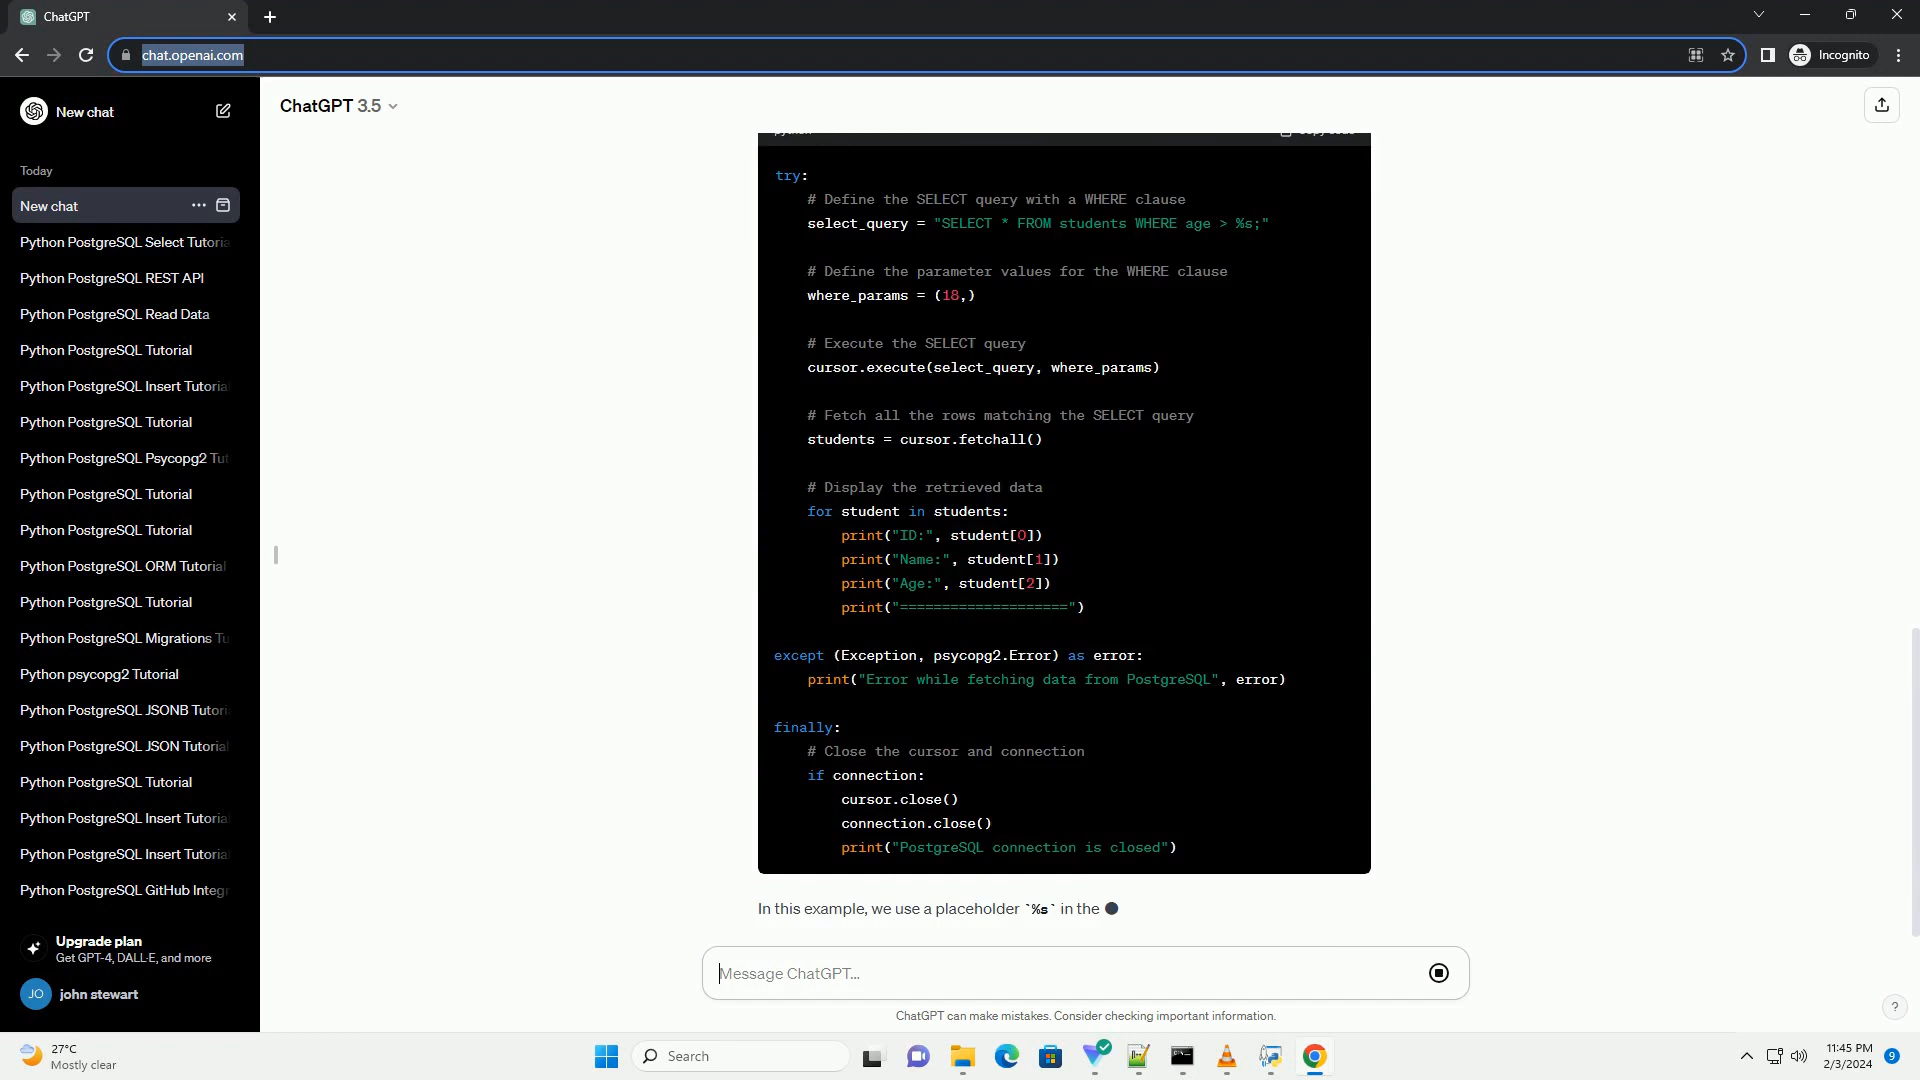 ChatGPT
chat.openai.com
Incognito
New chat
ChatGPT 3.5
Today
New chat
Python PostgreSQL Select Tutoria
Python PostgreSQL REST API
Python PostgreSQL Read Data
Python PostgreSQL Tutorial
Python PostgreSQL Insert Tutorial
Python PostgreSQL Tutorial
Python PostgreSQL Psycopg2 Tut
Python PostgreSQL Tutorial
Python PostgreSQL Tutorial
Python PostgreSQL ORM Tutorial
Python PostgreSQL Tutorial
Python PostgreSQL Migrations Tu
Python psycopg2 Tutorial
Python PostgreSQL JSONB Tutori
Python PostgreSQL JSON Tutorial
Python PostgreSQL Tutorial
Python PostgreSQL Insert Tutorial
Python PostgreSQL Insert Tutorial
Python PostgreSQL GitHub Integr
Upgrade plan
Get GPT-4, DALL·E, and more
JO john stewart
try:
# Define the SELECT query with a WHERE clause
select_query = "SELECT * FROM students WHERE age > %s;"
# Define the parameter values for the WHERE clause
where_params = (18,)
# Execute the SELECT query
cursor.execute(select_query, where_params)
# Fetch all the rows matching the SELECT query
students = cursor.fetchall()
# Display the retrieved data
for student in students:
print("ID:", student[0])
print("Name:", student[1])
print("Age:", student[2])
print("====================")
except (Exception, psycopg2.Error) as error:
print("Error while fetching data from PostgreSQL", error)
finally:
# Close the cursor and connection
if connection:
cursor.close()
connection.close()
print("PostgreSQL connection is closed")
In this example, we use a placeholder `%s` in the
Message ChatGPT…
ChatGPT can make mistakes. Consider checking important information.
?
27°C
Mostly clear
Search
11:45 PM
2/3/2024
9